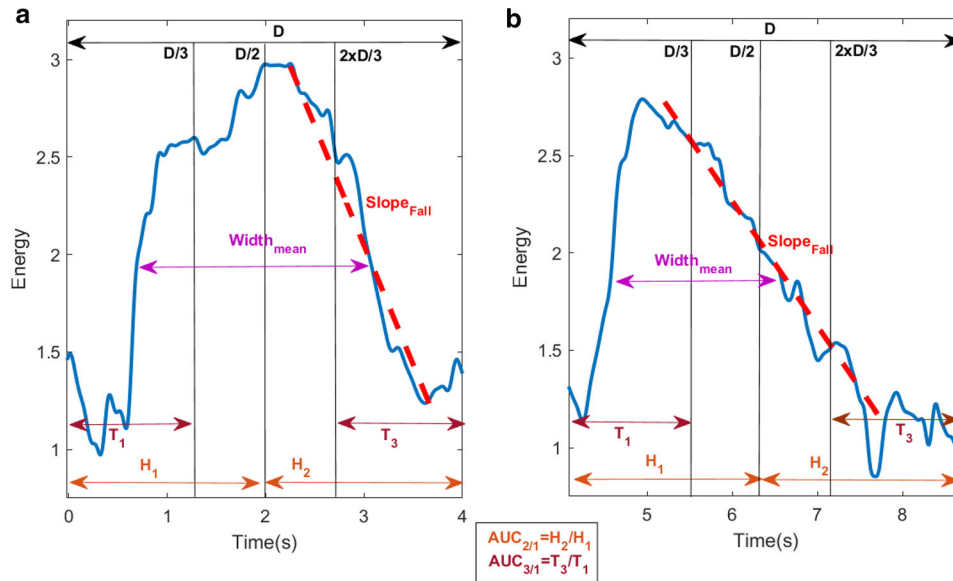 a
D
D/3
D/2
2xD/3
3
2.5
2
1.5
1
Energy
Slope_Fall
Width_mean
T_1
T_3
H_1
H_2
0
1
2
3
4
Time(s)
b
D
D/3
D/2
2xD/3
3
2.5
2
1.5
1
Energy
Slope_Fall
Width_mean
T_1
T_3
H_1
H_2
5
6
7
8
Time(s)
AUC_2/1=H_2/H_1
AUC_3/1=T_3/T_1